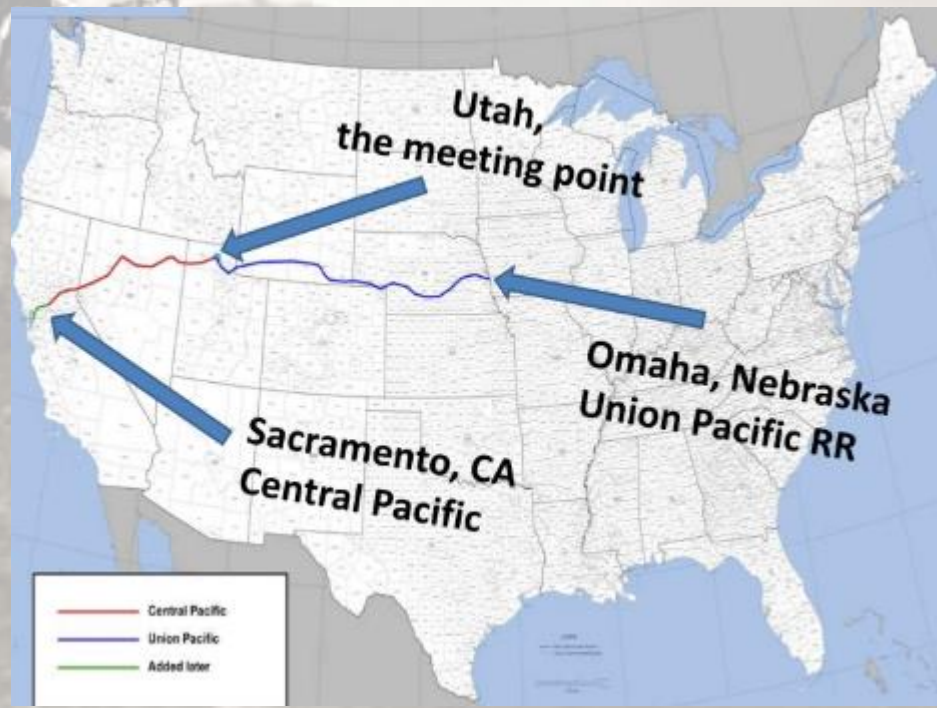 Utah,
the meeting point
Omaha, Nebraska
Union Pacific RR
Sacramento, CA
Central Pacific
Central Pacific
Union Pacific
Added later